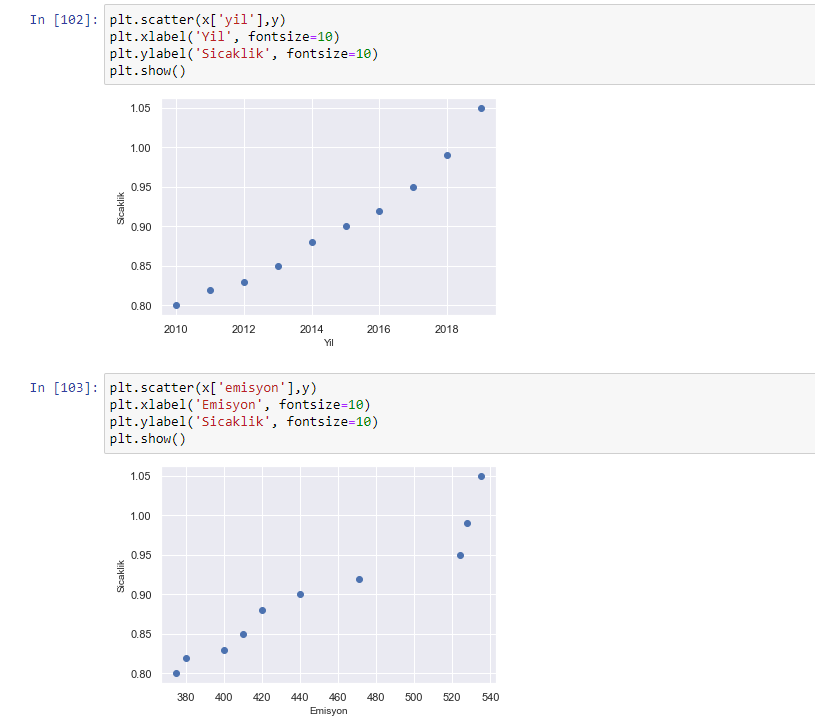 In [102]: plt.scatter(x['yil'],y)
plt.xlabel('Yil', fontsize=10)
plt.ylabel('Sicaklik', fontsize=10)
plt.show()
1.05
1.00
0.95
0.90
0.85
0.80
Sicaklik
2010 2012 2014 2016 2018
Yil
In [103]: plt.scatter(x['emisyon'],y)
plt.xlabel('Emisyon', fontsize=10)
plt.ylabel('Sicaklik', fontsize=10)
plt.show()
1.05
1.00
0.95
0.90
0.85
0.80
Sicaklik
380 400 420 440 460 480 500 520 540
Emisyon